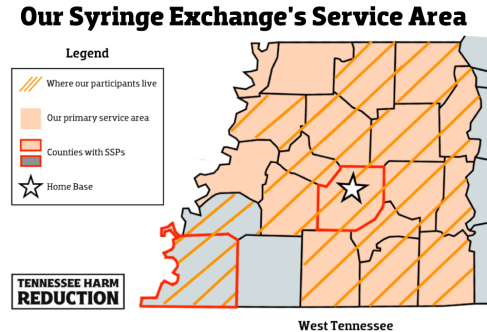 Our Syringe Exchange's Service Area
Legend
Where our participants live
Our primary service area
Counties with SSPs
Home Base
TENNESSEE HARM
REDUCTION
West Tennessee